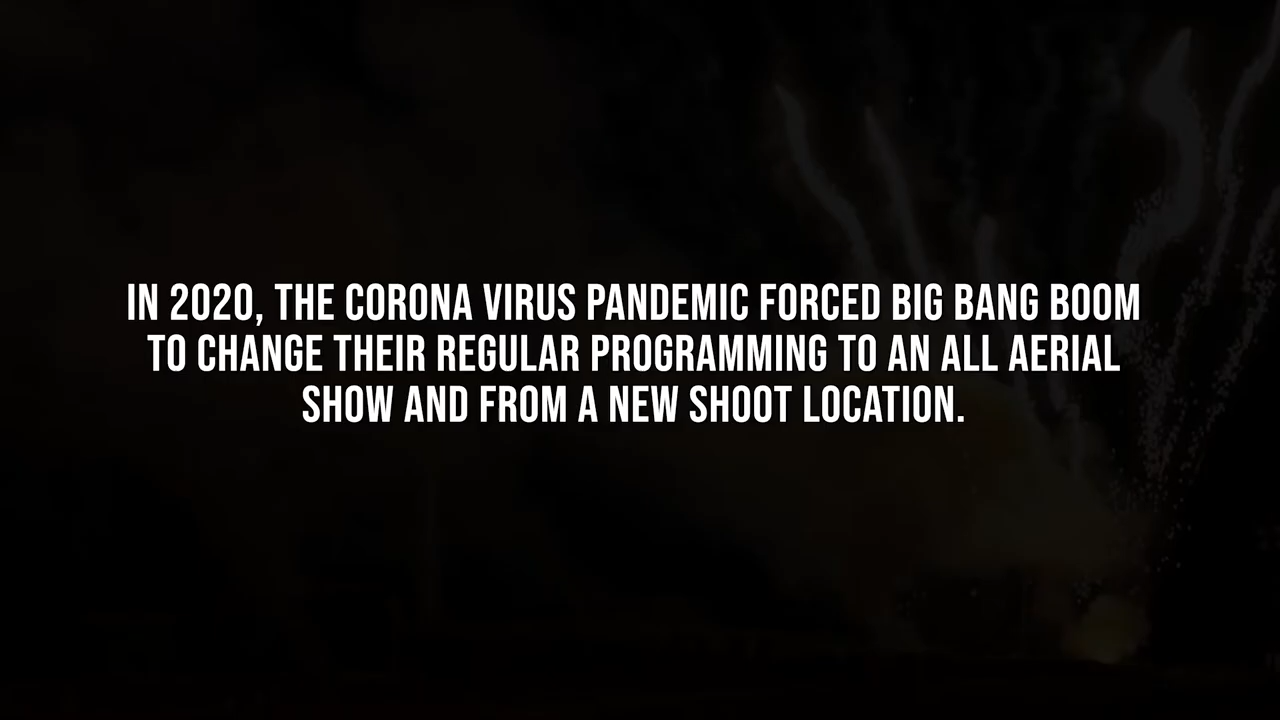 IN 2020, THE CORONA VIRUS PANDEMIC FORCED BIG BANG BOOM
TO CHANGE THEIR REGULAR PROGRAMMING TO AN ALL AERIAL
SHOW AND FROM A NEW SHOOT LOCATION.